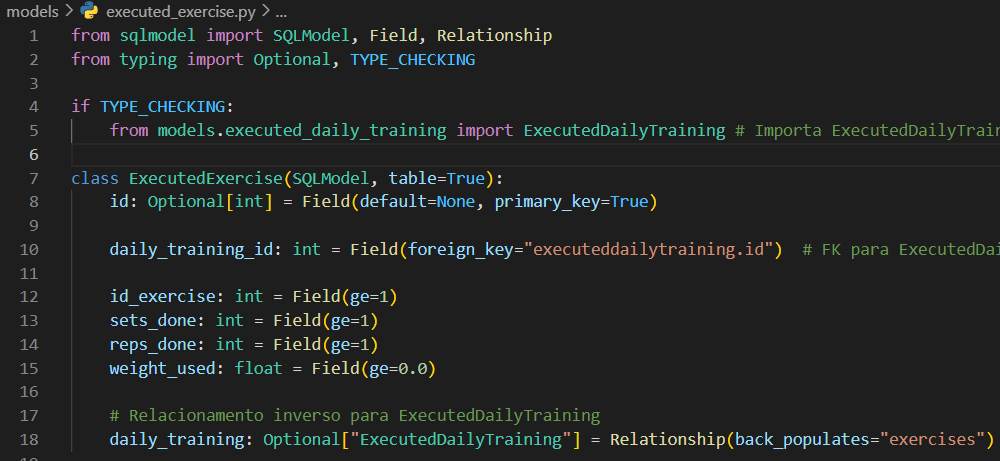 models > executed_exercise.py > ...
1 from sqlmodel import SQLModel, Field, Relationship
2 from typing import Optional, TYPE_CHECKING
3
4 if TYPE_CHECKING:
5     from models.executed_daily_training import ExecutedDailyTraining # Importa ExecutedDailyTrain
6
7 class ExecutedExercise(SQLModel, table=True):
8     id: Optional[int] = Field(default=None, primary_key=True)
9
10     daily_training_id: int = Field(foreign_key="executeddailytraining.id")  # FK para ExecutedDai
11
12     id_exercise: int = Field(ge=1)
13     sets_done: int = Field(ge=1)
14     reps_done: int = Field(ge=1)
15     weight_used: float = Field(ge=0.0)
16
17     # Relacionamento inverso para ExecutedDailyTraining
18     daily_training: Optional["ExecutedDailyTraining"] = Relationship(back_populates="exercises")